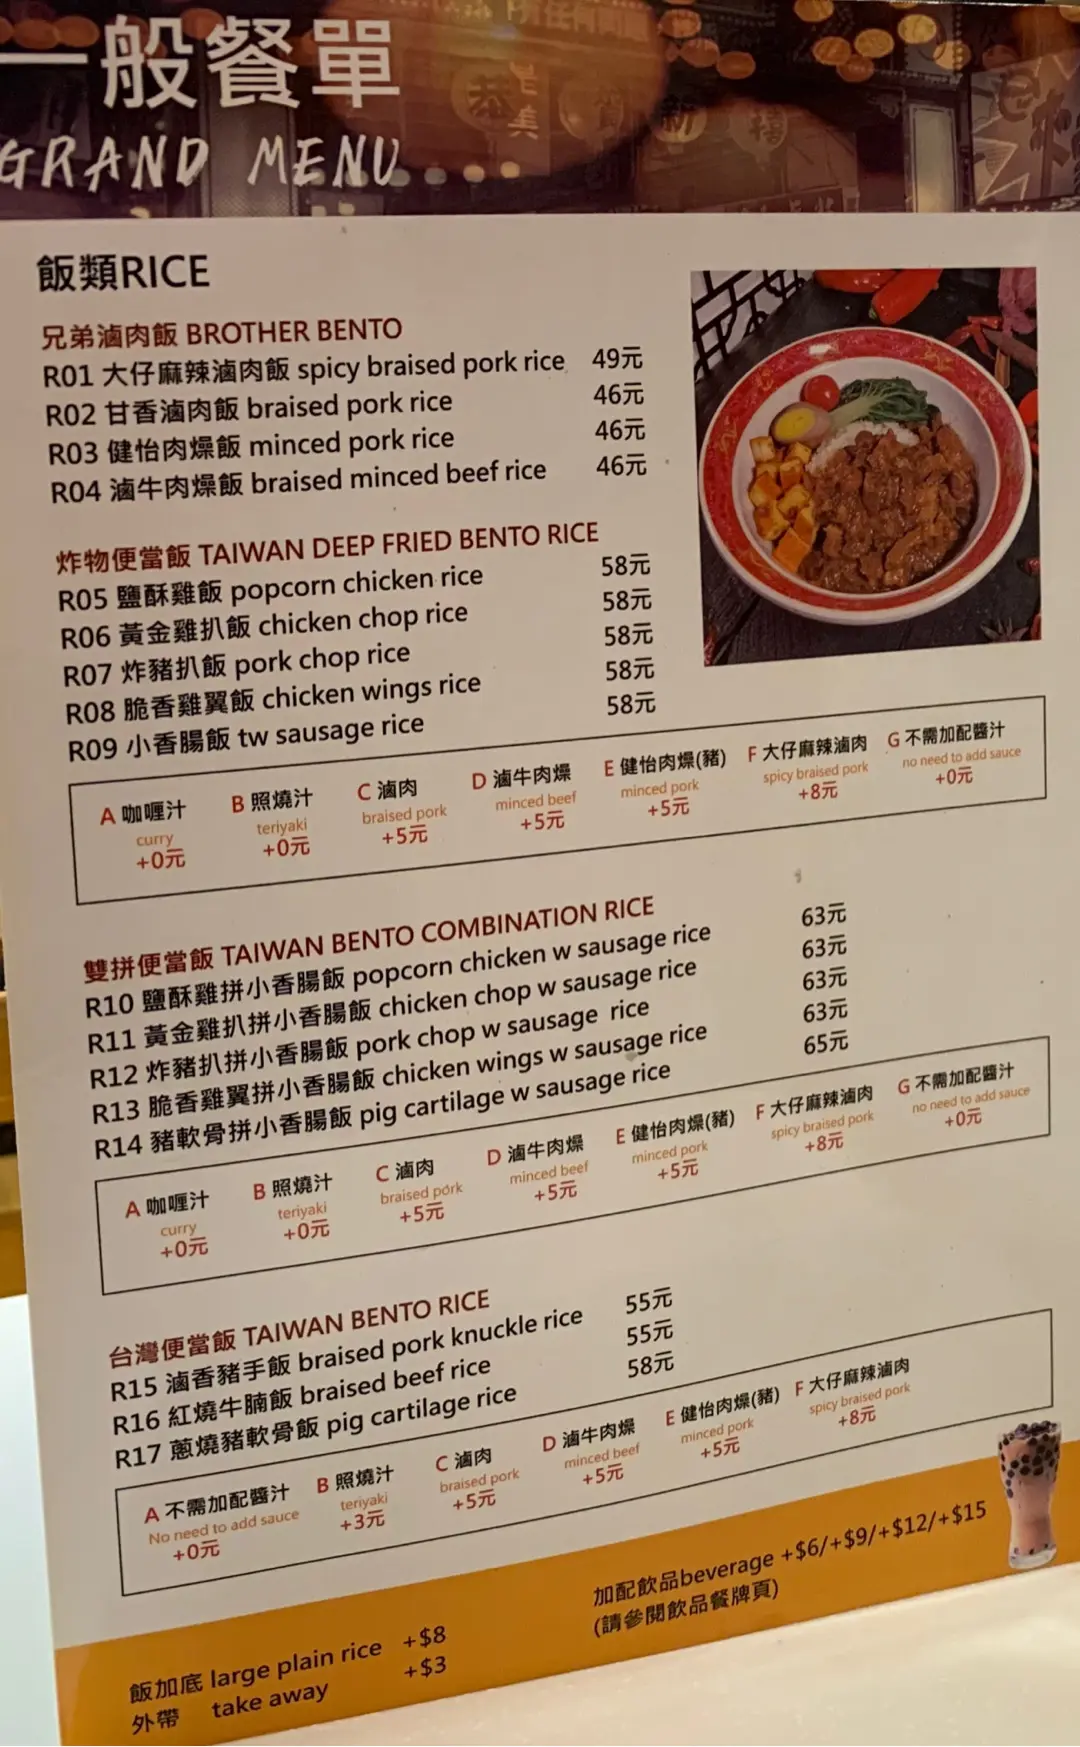 一般餐單
GRAND MENU
飯類RICE
兄弟滷肉飯 BROTHER BENTO
R01 大仔麻辣滷肉飯 spicy braised pork rice 49元
R02 甘香滷肉飯 braised pork rice 46元
R03 健怡肉燥飯 minced pork rice 46元
R04 滷牛肉燥飯 braised minced beef rice 46元
炸物便當飯 TAIWAN DEEP FRIED BENTO RICE
R05 鹽酥雞飯 popcorn chicken rice 58元
R06 黃金雞扒飯 chicken chop rice 58元
R07 炸豬扒飯 pork chop rice 58元
R08 脆香雞翼飯 chicken wings rice 58元
R09 小香腸飯 tw sausage rice 58元
A 咖喱汁 B 照燒汁 C 滷肉 D 滷牛肉燥 E 健怡肉燥(豬) F 大仔麻辣滷肉 G 不需加配醬汁
curry teriyaki braised pork minced beef minced pork spicy braised pork no need to add sauce
+0元 +0元 +5元 +5元 +5元 +8元 +0元
雙拼便當飯 TAIWAN BENTO COMBINATION RICE
R10 鹽酥雞拼小香腸飯 popcorn chicken w sausage rice 63元
R11 黃金雞扒拼小香腸飯 chicken chop w sausage rice 63元
R12 炸豬扒拼小香腸飯 pork chop w sausage rice 63元
R13 脆香雞翼拼小香腸飯 chicken wings w sausage rice 63元
R14 豬軟骨拼小香腸飯 pig cartilage w sausage rice 65元
A 咖喱汁 B 照燒汁 C 滷肉 D 滷牛肉燥 E 健怡肉燥(豬) F 大仔麻辣滷肉 G 不需加配醬汁
curry teriyaki braised pork minced beef minced pork spicy braised pork no need to add sauce
+0元 +0元 +5元 +5元 +5元 +8元 +0元
台灣便當飯 TAIWAN BENTO RICE
R15 滷香豬手飯 braised pork knuckle rice 55元
R16 紅燒牛腩飯 braised beef rice 55元
R17 蔥燒豬軟骨飯 pig cartilage rice 58元
A 不需加配醬汁 B 照燒汁 C 滷肉 D 滷牛肉燥 E 健怡肉燥(豬) F 大仔麻辣滷肉
No need to add sauce teriyaki braised pork minced beef minced pork spicy braised pork
+0元 +3元 +5元 +5元 +5元 +8元
加配飲品beverage +$6/+$9/+$12/+$15
(請參閱飲品餐牌頁)
飯加底 large plain rice +$8
外帶 take away +$3